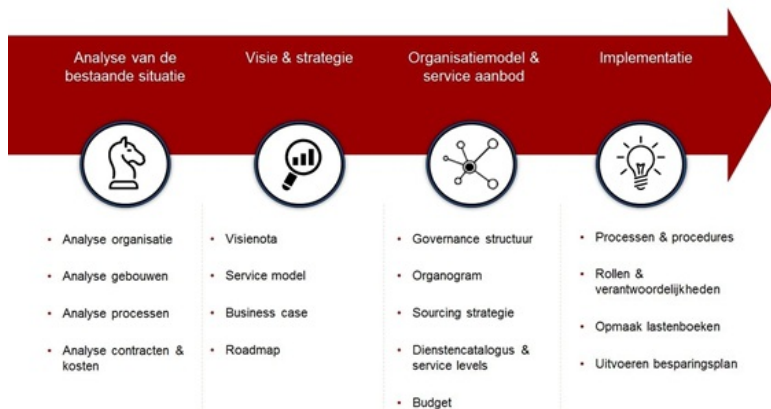 Analyse van de
bestaande situatie
Visie & strategie
Organisatiemodel &
service aanbod
Implementatie
• Analyse organisatie
• Analyse gebouwen
• Analyse processen
• Analyse contracten &
kosten
• Visienota
• Service model
• Business case
• Roadmap
• Governance structuur
• Organogram
• Sourcing strategie
• Dienstencatalogus &
service levels
• Budget
• Processen & procedures
• Rollen &
verantwoordelijkheden
• Opmaak lastenboeken
• Uitvoeren besparingsplan